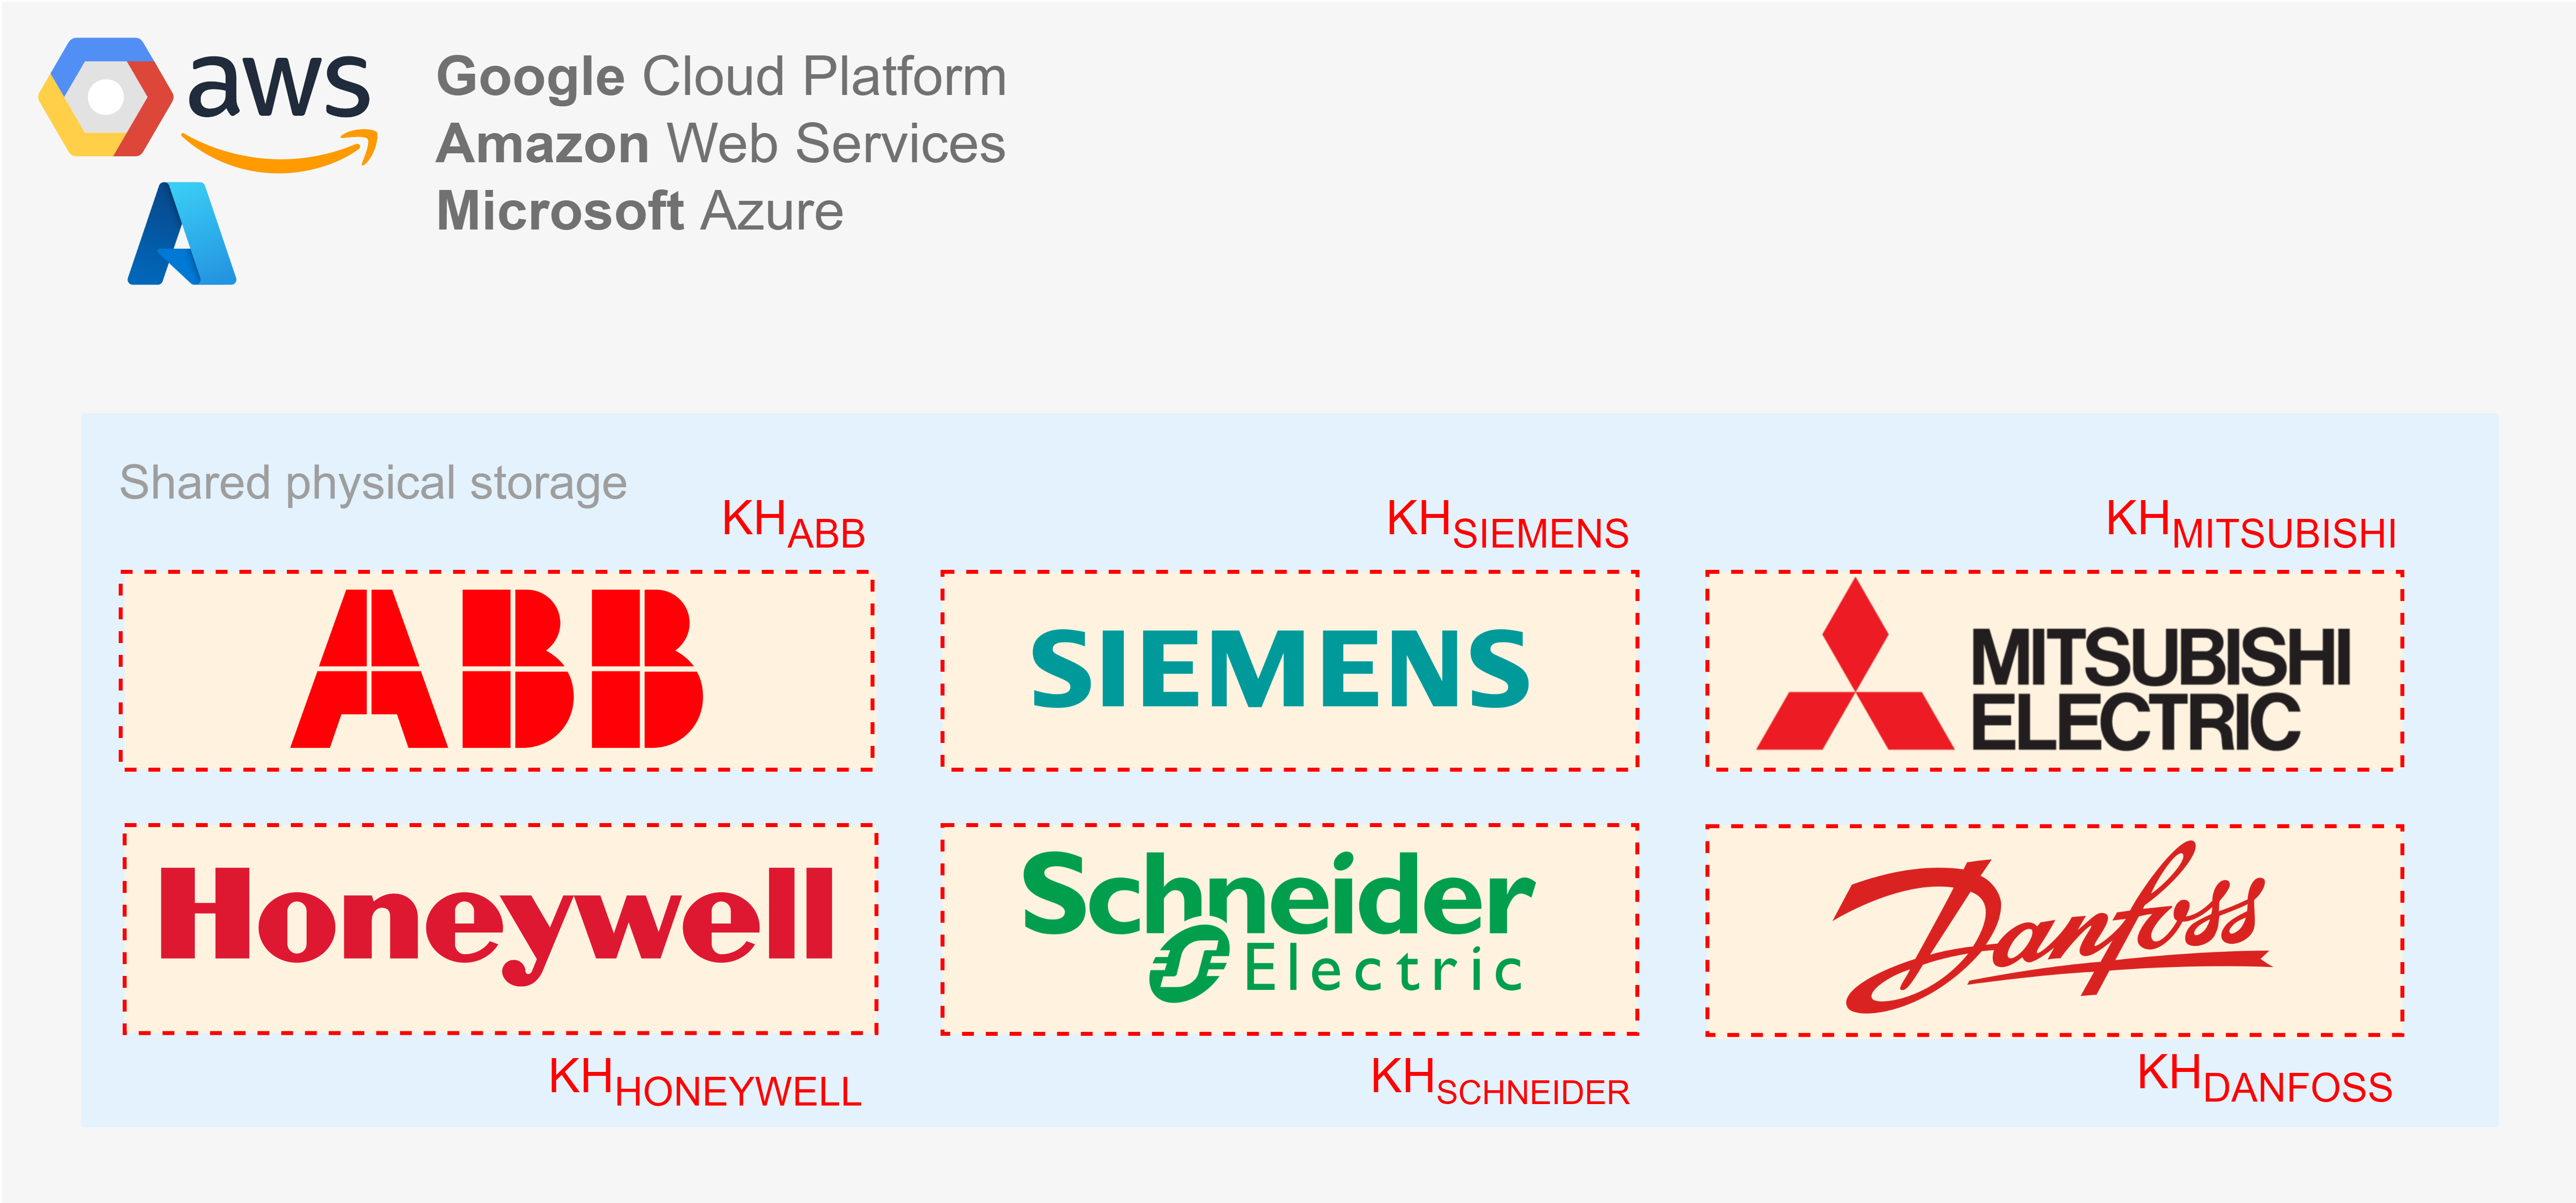 aws
Google Cloud Platform
Amazon Web Services
Microsoft Azure
Shared physical storage
KHABB
KHSIEMENS
KHMITSUBISHI
ABB
SIEMENS
MITSUBISHI
ELECTRIC
Honeywell
Schneider
Electric
Danfoss
KHHONEYWELL
KHSCHNEIDER
KHDANFOSS